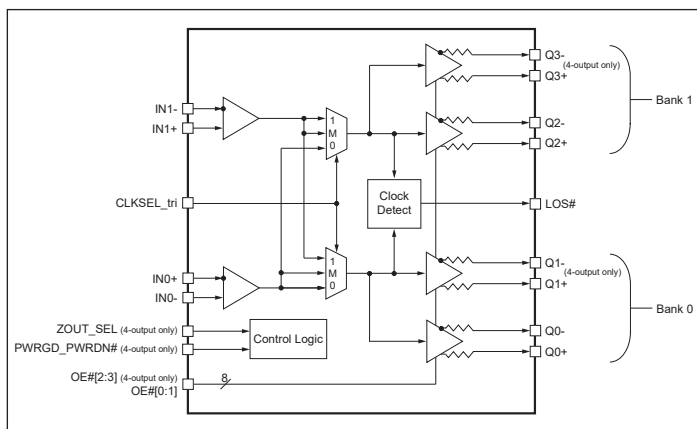 Q3-
(4-output only)
Q3+
Bank 1
IN1-
IN1+
1
M
0
Q2-
Q2+
CLKSEL_tri
Clock
Detect
LOS#
IN0+
IN0-
1
M
0
Q1-
(4-output only)
Q1+
Bank 0
ZOUT_SEL (4-output only)
PWRGD_PWRDN# (4-output only)
Control Logic
Q0-
Q0+
OE#[2:3] (4-output only)
OE#[0:1]
8